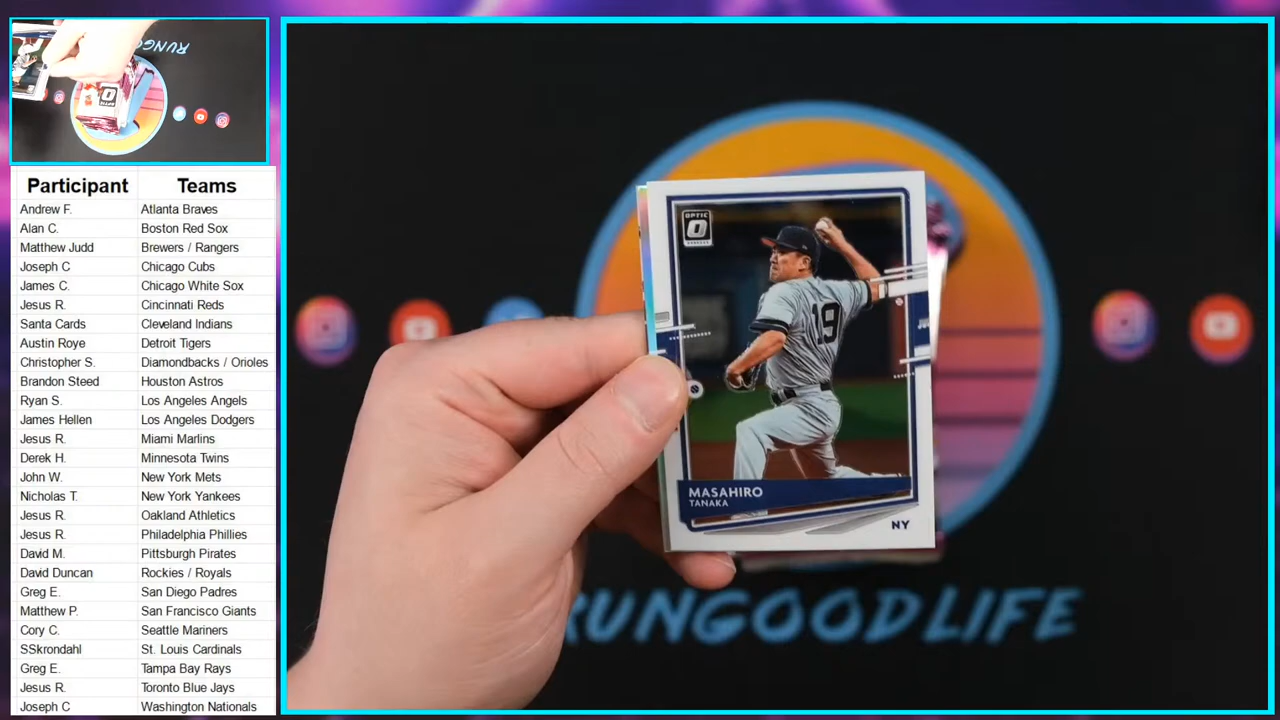 RUNGOOD
OPTIC
Participant Teams
Andrew F. Atlanta Braves
Alan C. Boston Red Sox
Matthew Judd Brewers / Rangers
Joseph C Chicago Cubs
James C. Chicago White Sox
Jesus R. Cincinnati Reds
Santa Cards Cleveland Indians
Austin Roye Detroit Tigers
Christopher S. Diamondbacks / Orioles
Brandon Steed Houston Astros
Ryan S. Los Angeles Angels
James Hellen Los Angeles Dodgers
Jesus R. Miami Marlins
Derek H. Minnesota Twins
John W. New York Mets
Nicholas T. New York Yankees
Jesus R. Oakland Athletics
Jesus R. Philadelphia Phillies
David M. Pittsburgh Pirates
David Duncan Rockies / Royals
Greg E. San Diego Padres
Matthew P. San Francisco Giants
Cory C. Seattle Mariners
SSkrondahl St. Louis Cardinals
Greg E. Tampa Bay Rays
Jesus R. Toronto Blue Jays
Joseph C Washington Nationals
OPTIC
19
MASAHIRO
TANAKA
NY
RUNGOODLIFE